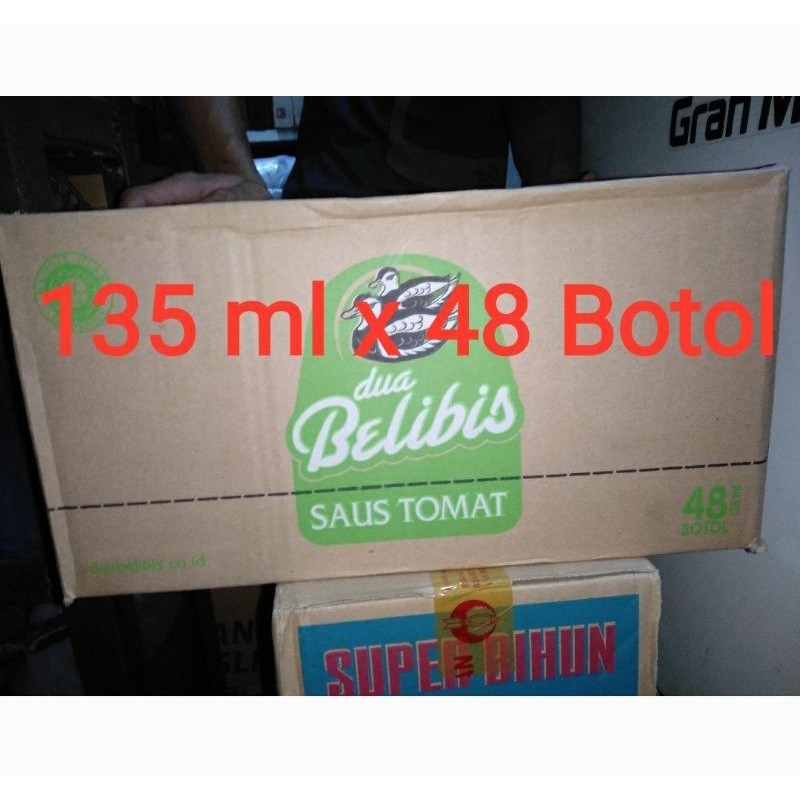 Gran M
135 ml x 48 Botol
dua
Belibis
SAUS TOMAT
48
BOTOL
duabelibis.co.id
SUPER BIHUN